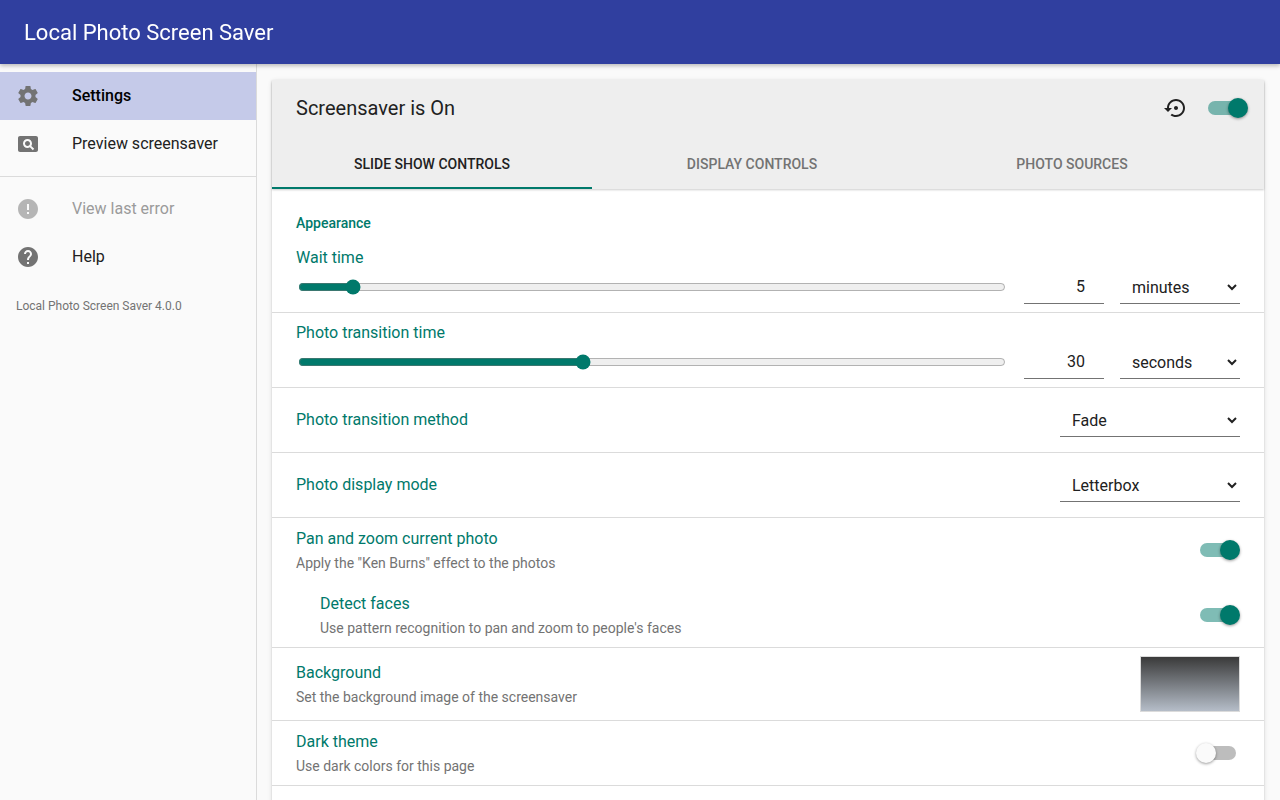 Local Photo Screen Saver
Settings
Preview screensaver
View last error
Help
Local Photo Screen Saver 4.0.0
Screensaver is On
SLIDE SHOW CONTROLS
DISPLAY CONTROLS
PHOTO SOURCES
Appearance
Wait time
5
minutes
Photo transition time
30
seconds
Photo transition method
Fade
Photo display mode
Letterbox
Pan and zoom current photo
Apply the "Ken Burns" effect to the photos
Detect faces
Use pattern recognition to pan and zoom to people's faces
Background
Set the background image of the screensaver
Dark theme
Use dark colors for this page